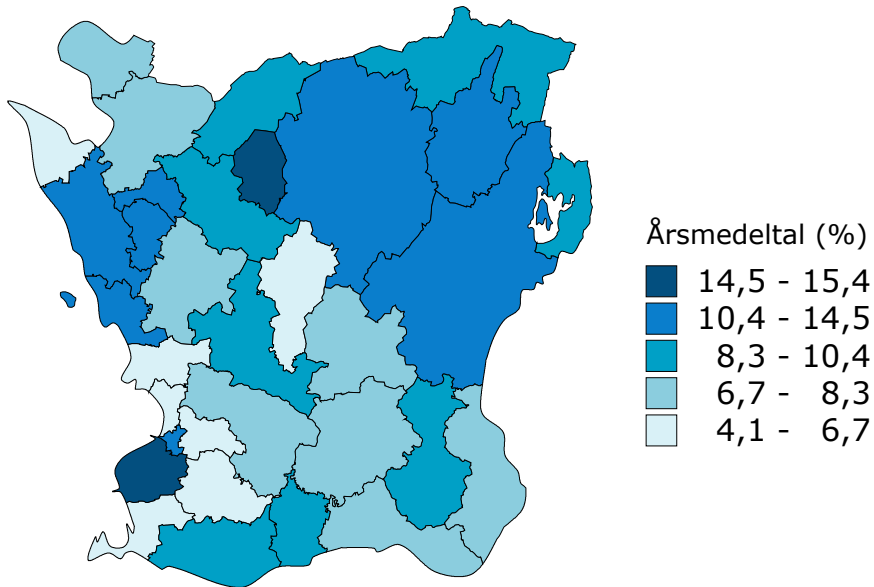 Årsmedeltal (%)
14,5 - 15,4
10,4 - 14,5
8,3 - 10,4
6,7 - 8,3
4,1 - 6,7